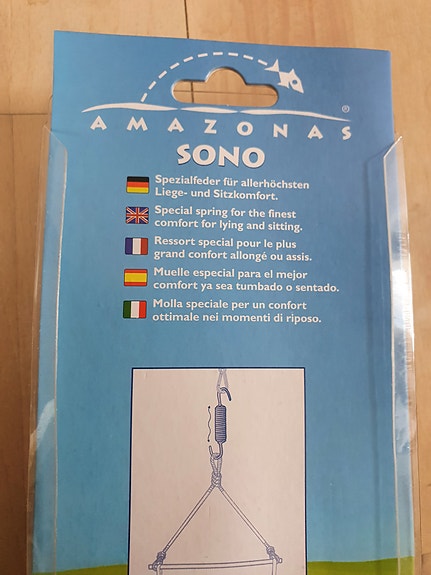 AMAZONAS ®
SONO
Spezialfeder für allerhöchsten
Liege- und Sitzkomfort.
Special spring for the finest
comfort for lying and sitting.
Ressort special pour le plus
grand confort allongé ou assis.
Muelle especial para el mejor
comfort ya sea tumbado o sentado.
Molla speciale per un confort
ottimale nei momenti di riposo.